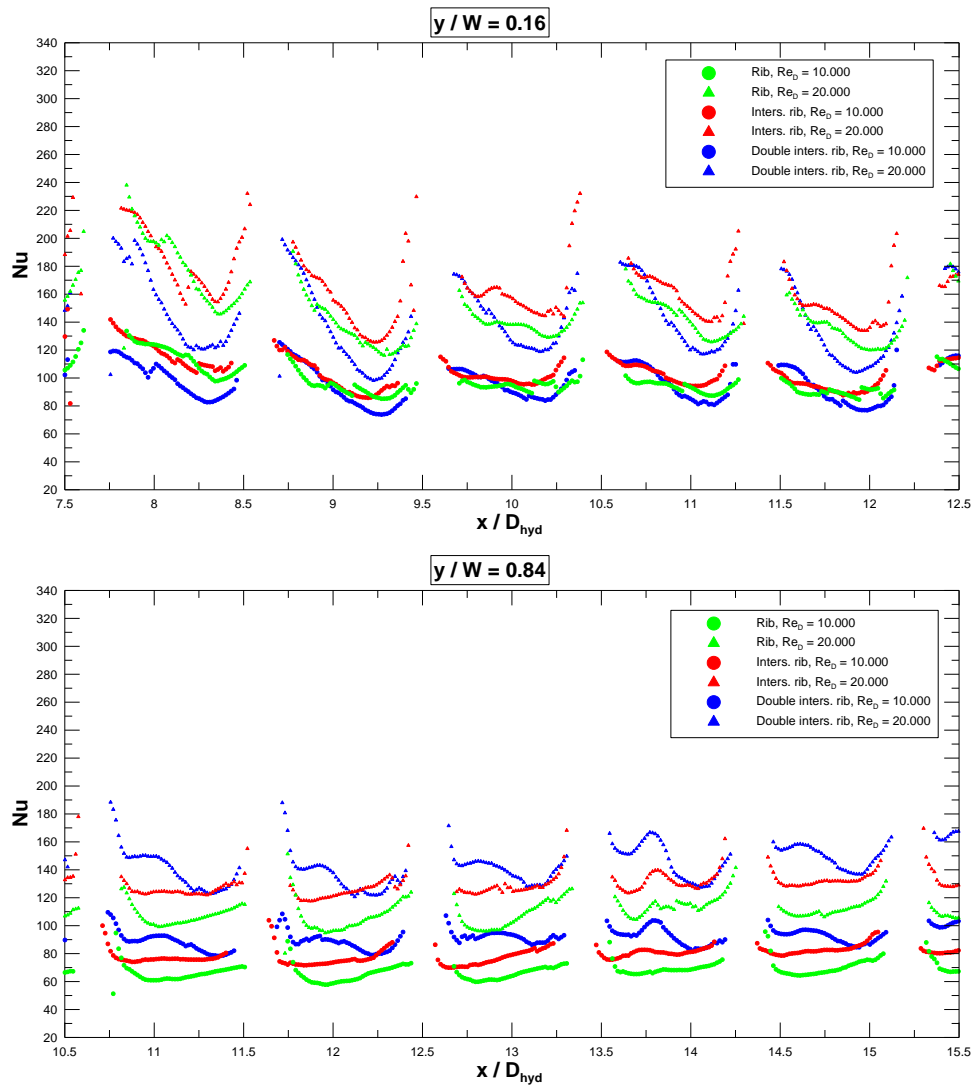 y / W = 0.16
340
320
300
280
260
240
220
200
180
160
140
120
100
80
60
40
20
Nu
Rib, Re_D = 10.000
Rib, Re_D = 20.000
Inters. rib, Re_D = 10.000
Inters. rib, Re_D = 20.000
Double inters. rib, Re_D = 10.000
Double inters. rib, Re_D = 20.000
7.5 8 8.5 9 9.5 10 10.5 11 11.5 12 12.5
x / D_hyd
y / W = 0.84
340
320
300
280
260
240
220
200
180
160
140
120
100
80
60
40
20
Nu
Rib, Re_D = 10.000
Rib, Re_D = 20.000
Inters. rib, Re_D = 10.000
Inters. rib, Re_D = 20.000
Double inters. rib, Re_D = 10.000
Double inters. rib, Re_D = 20.000
10.5 11 11.5 12 12.5 13 13.5 14 14.5 15 15.5
x / D_hyd